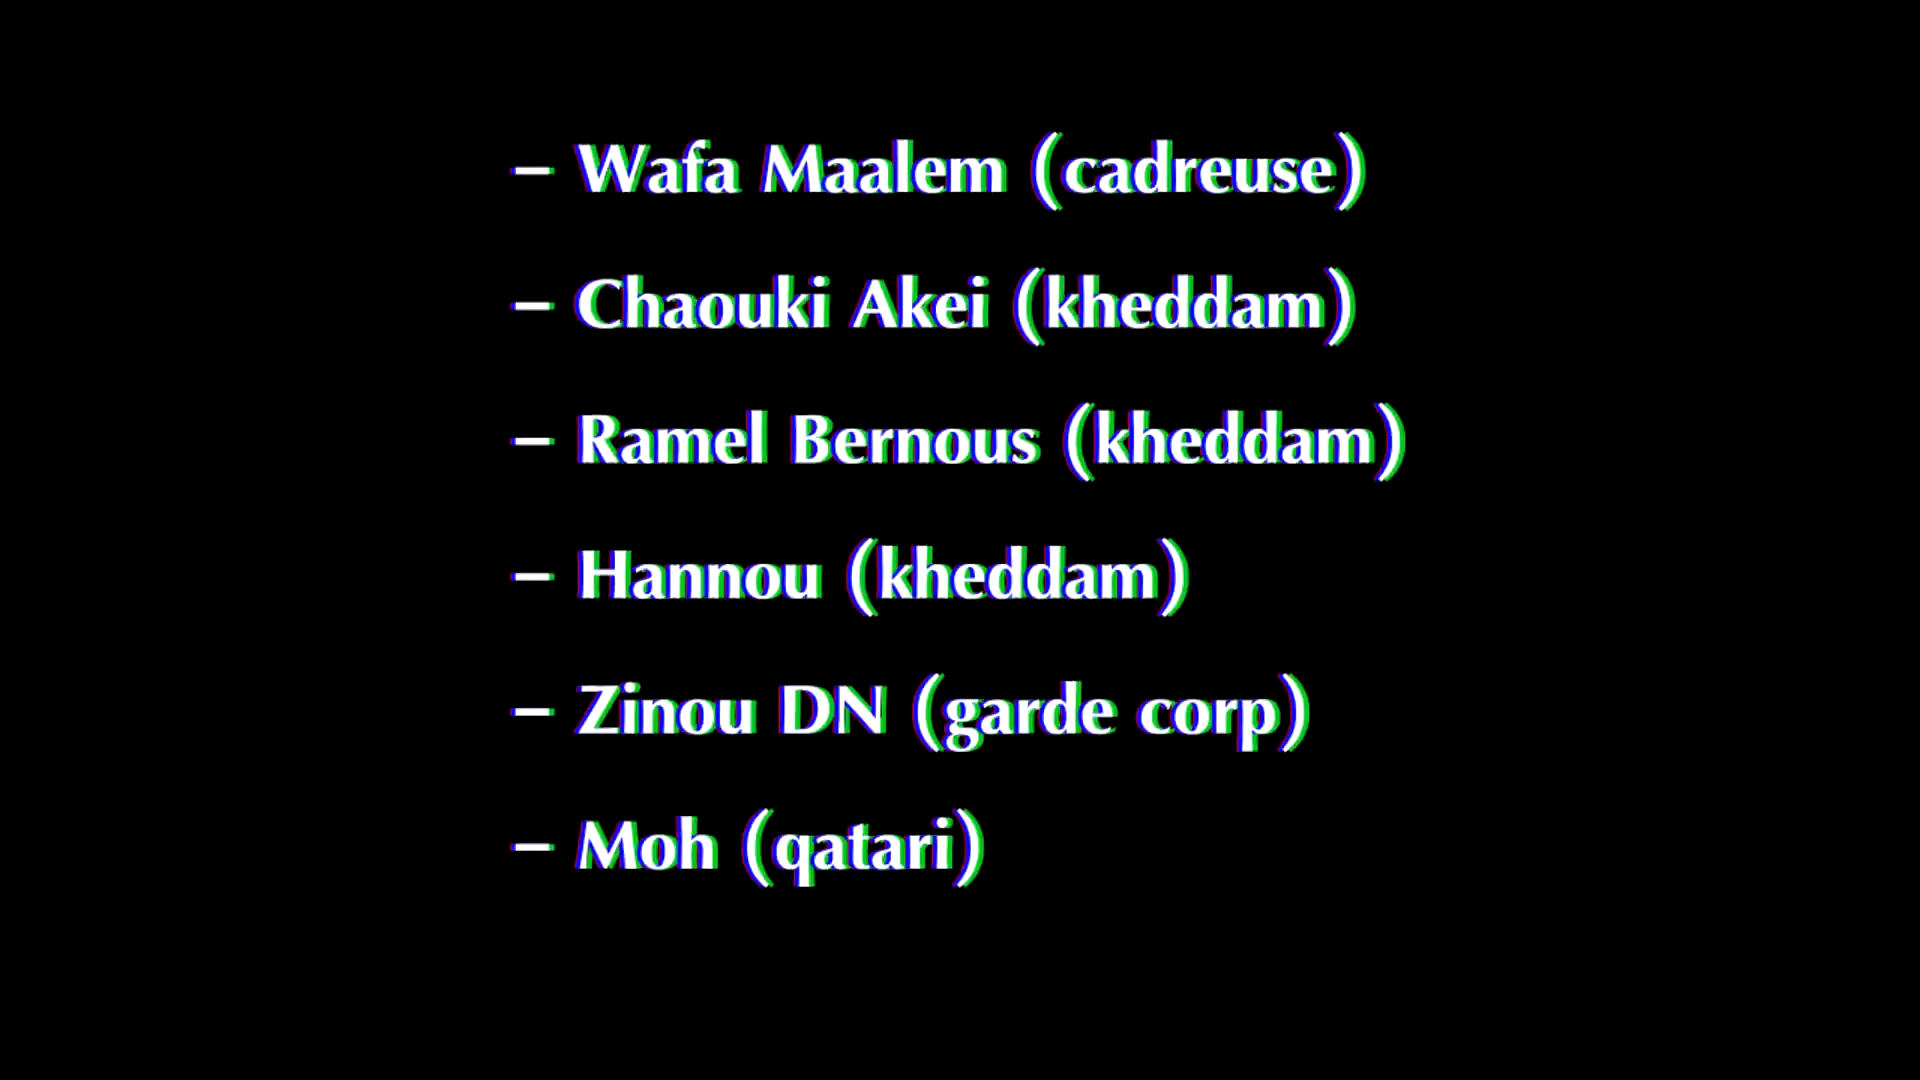 – Wafa Maalem (cadreuse)
– Chaouki Akei (kheddam)
– Ramel Bernous (kheddam)
– Hannou (kheddam)
– Zinou DN (garde corp)
– Moh (qatari)